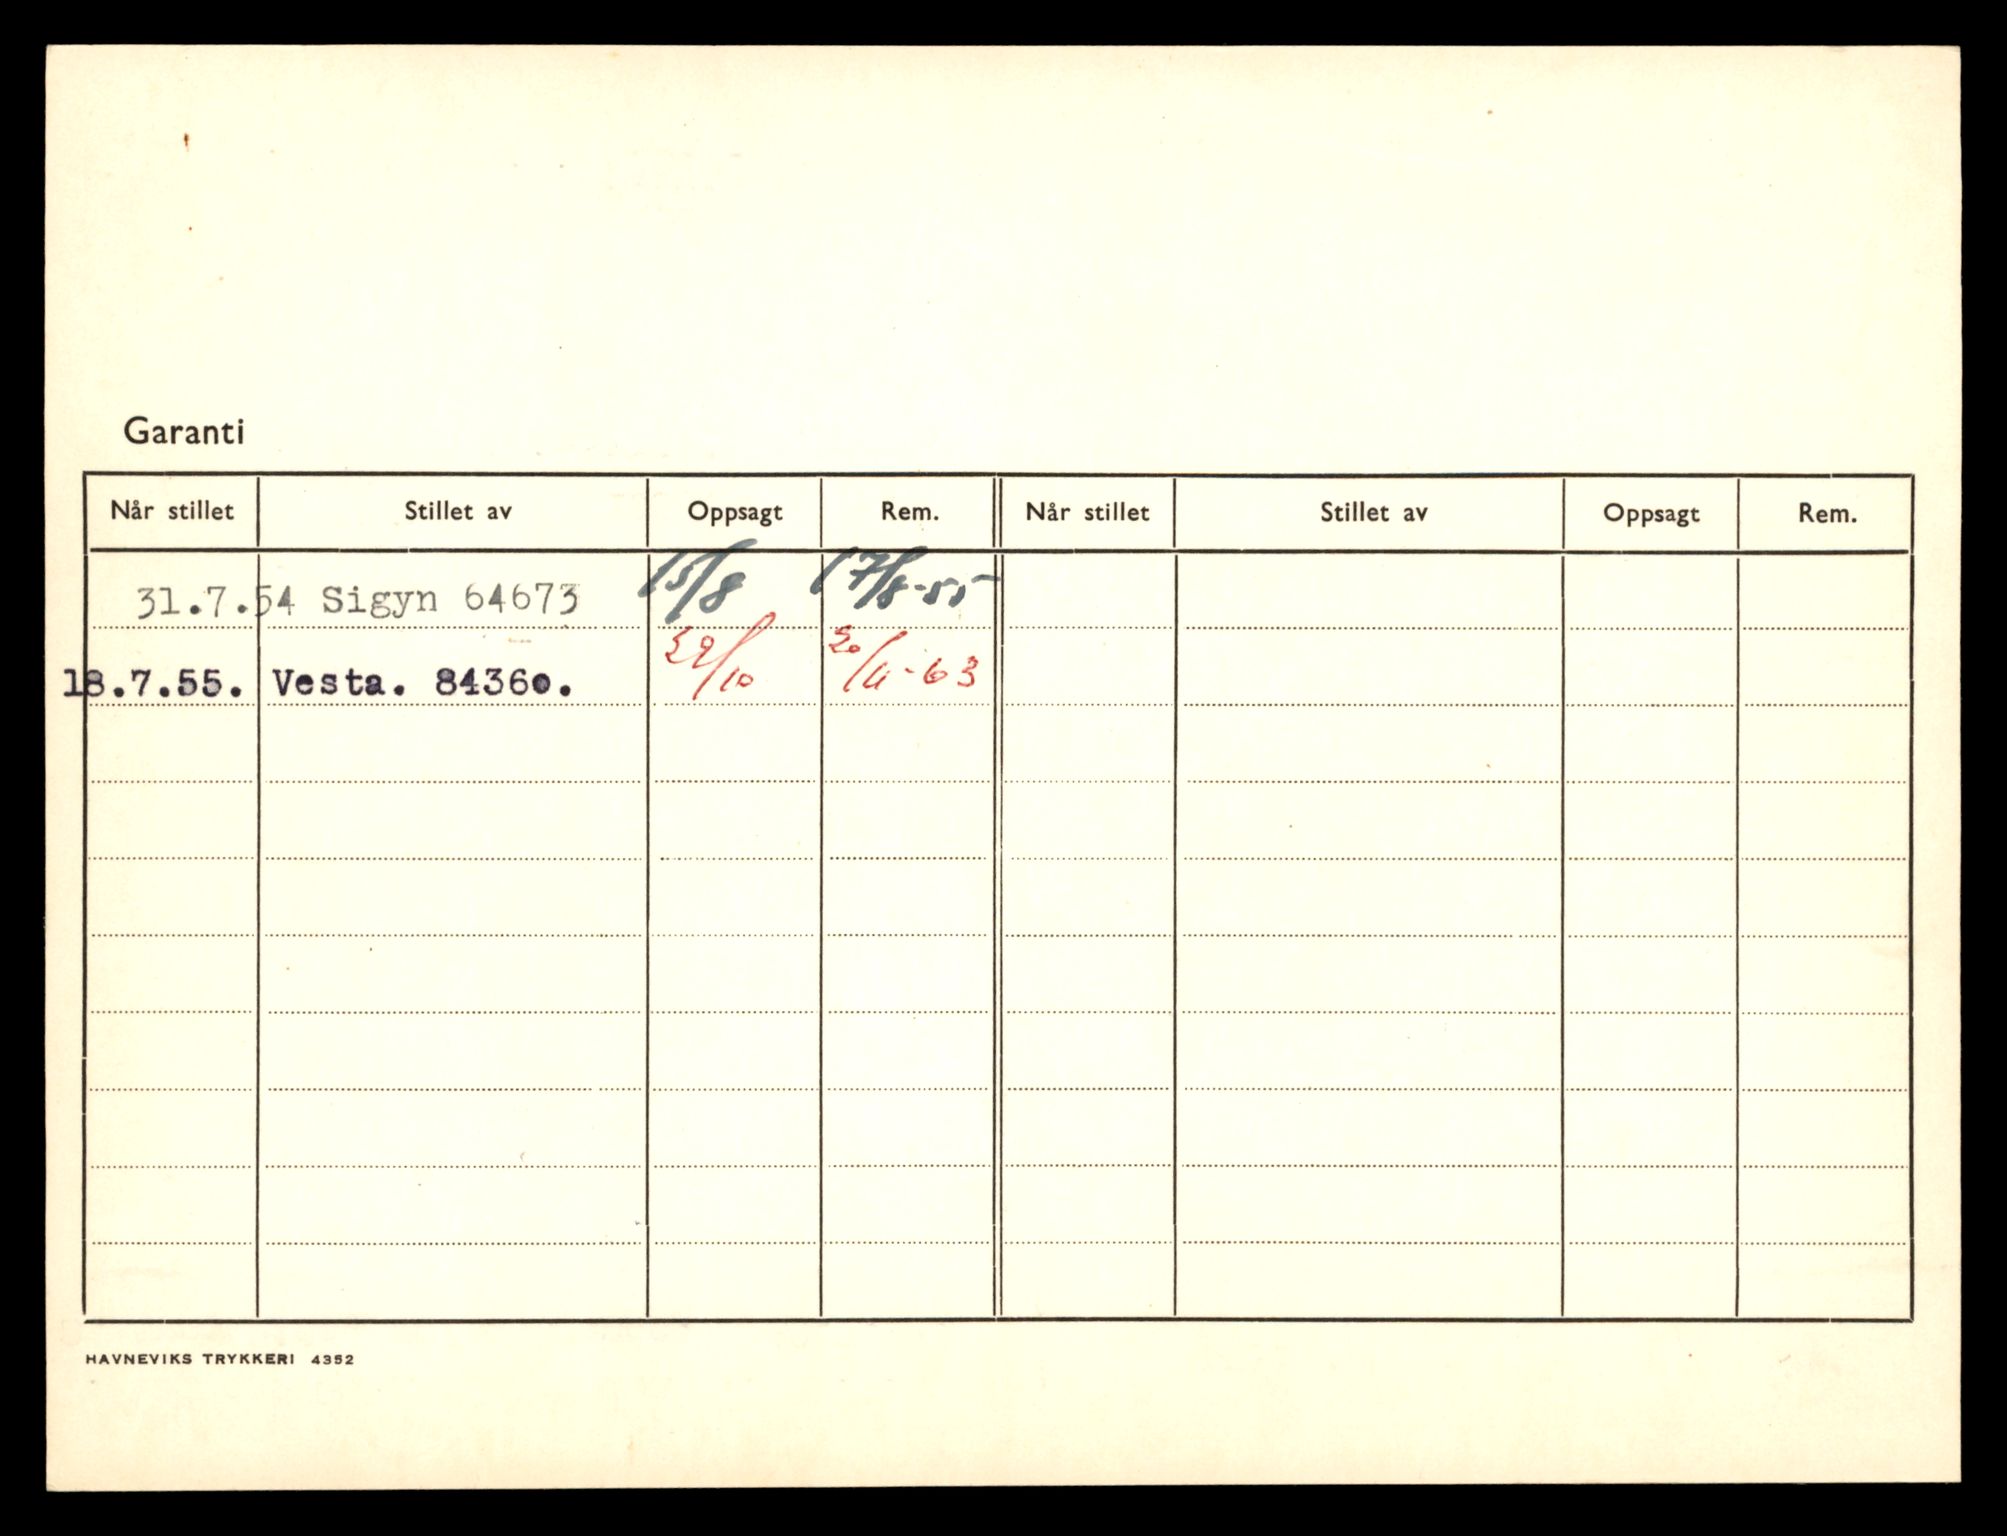 Garanti
Når stillet Stillet av Oppsagt Rem. Når stillet Stillet av Oppsagt Rem.
31.7.54 Sigyn 64673 15/8 17/8-55
18.7.55. Vesta. 84360. 29/10 20/11-63
HAVNEVIKS TRYKKERI 4352